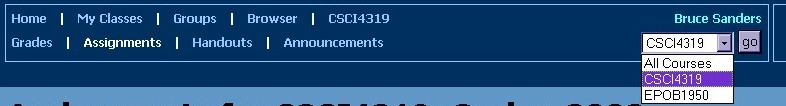 Home | My Classes | Groups | Browser | CSCI4319
Bruce Sanders
Grades | Assignments | Handouts | Announcements
CSCI4319 go
All Courses
CSCI4319
EPOB1950